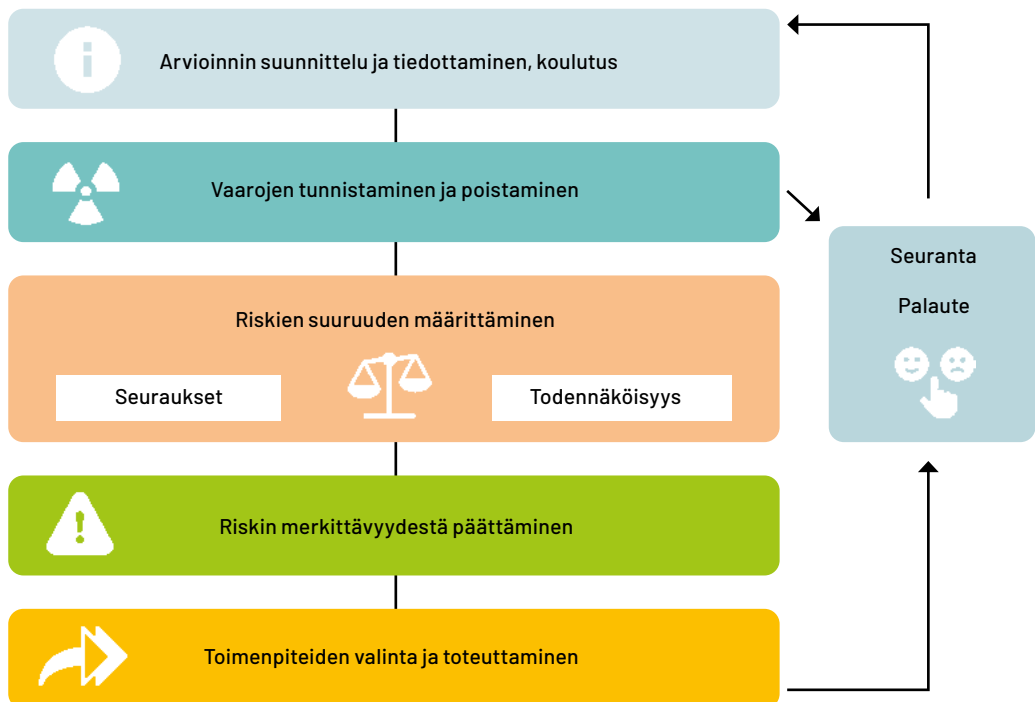 Arvioinnin suunnittelu ja tiedottaminen, koulutus
Vaarojen tunnistaminen ja poistaminen
Riskien suuruuden määrittäminen
Seuraukset
Todennäköisyys
Riskin merkittävyydestä päättäminen
Toimenpiteiden valinta ja toteuttaminen
Seuranta
Palaute